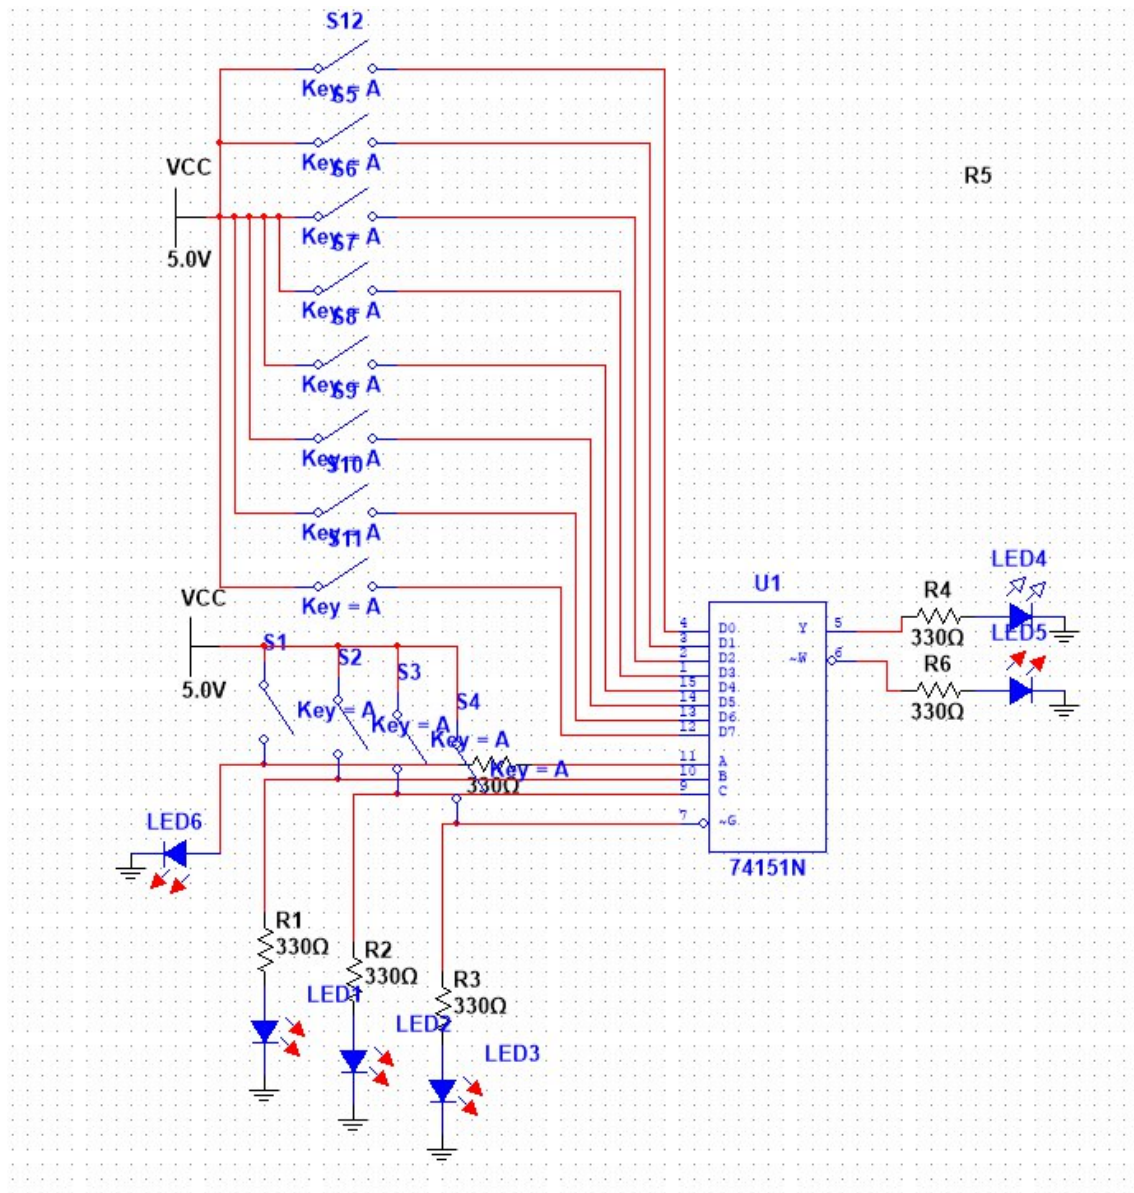 S12
Key = A
S5
Key = A
S6
VCC
R5
Key = A
S7
5.0V
Key = A
S8
Key = A
S9
Key = A
S10
Key = A
S11
Key = A
VCC
5.0V
S1
S2
S3
S4
Key = A
Key = A
Key = A
Key = A
330Ω
U1
4 D0
3 D1
2 D2
1 D3
15 D4
14 D5
13 D6
12 D7
11 A
10 B
9 C
7 ~G
Y 5
~W 6
74151N
R4
330Ω
LED4
LED5
R6
330Ω
LED6
R1
330Ω
R2
330Ω
R3
330Ω
LED1
LED2
LED3